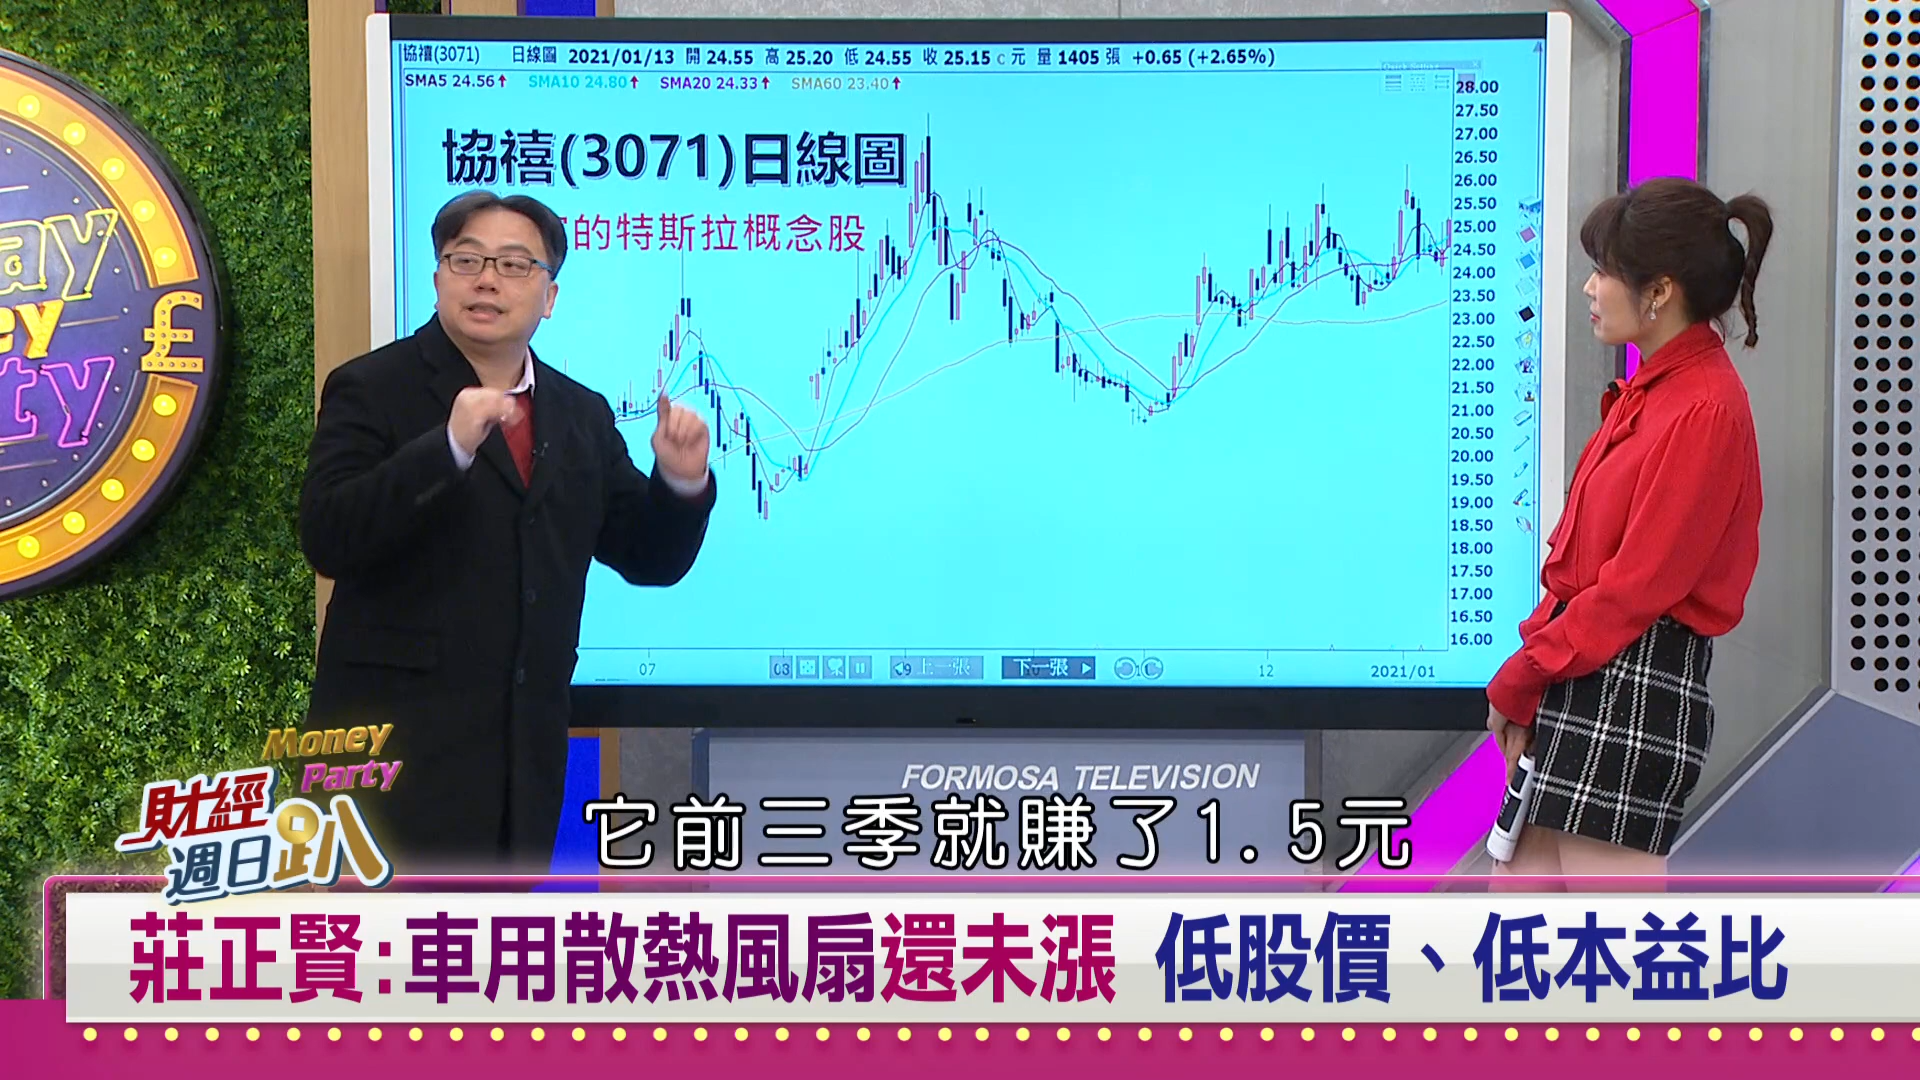 協禧(3071) 日線圖 2021/01/13 開 24.55 高 25.20 低 24.55 收 25.15 c 元 量 1405 張 +0.65 (+2.65%)
SMA5 24.56↑ SMA10 24.80↑ SMA20 24.33↑ SMA60 23.40↑
協禧(3071)日線圖
的特斯拉概念股
28.00
27.50
27.00
26.50
26.00
25.50
25.00
24.50
24.00
23.50
23.00
22.50
22.00
21.50
21.00
20.50
20.00
19.50
19.00
18.50
18.00
17.50
17.00
16.50
16.00
07 08 09 上一張 下一張 12 2021/01
FORMOSA TELEVISION
Money
Party
財經
週日趴
它前三季就賺了1.5元
莊正賢:車用散熱風扇還未漲 低股價、低本益比